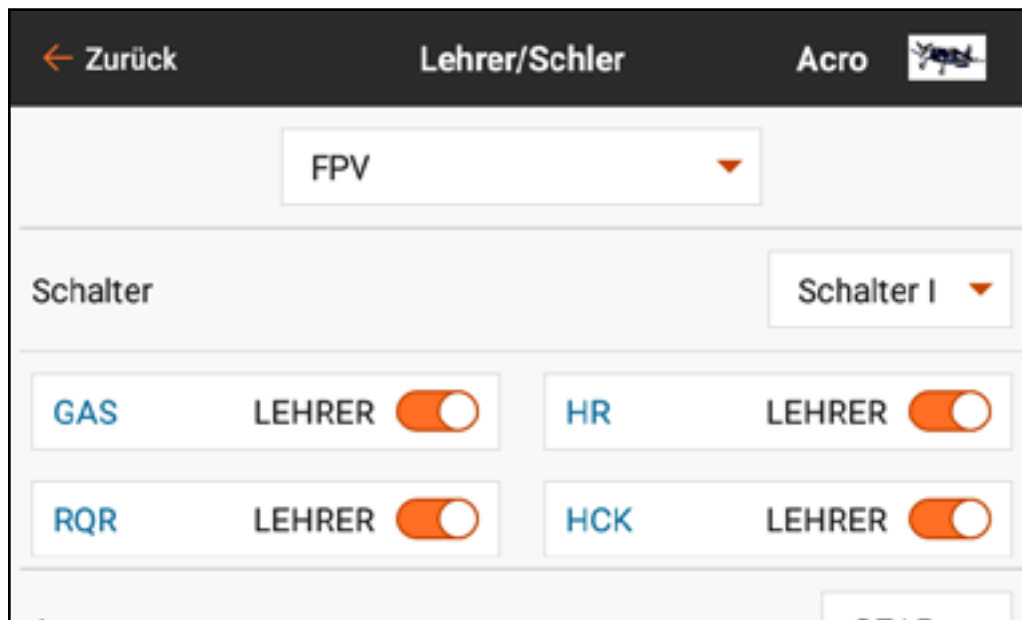 ← Zurück Lehrer/Schler Acro
FPV
Schalter Schalter I
GAS LEHRER HR LEHRER
RQR LEHRER HCK LEHRER